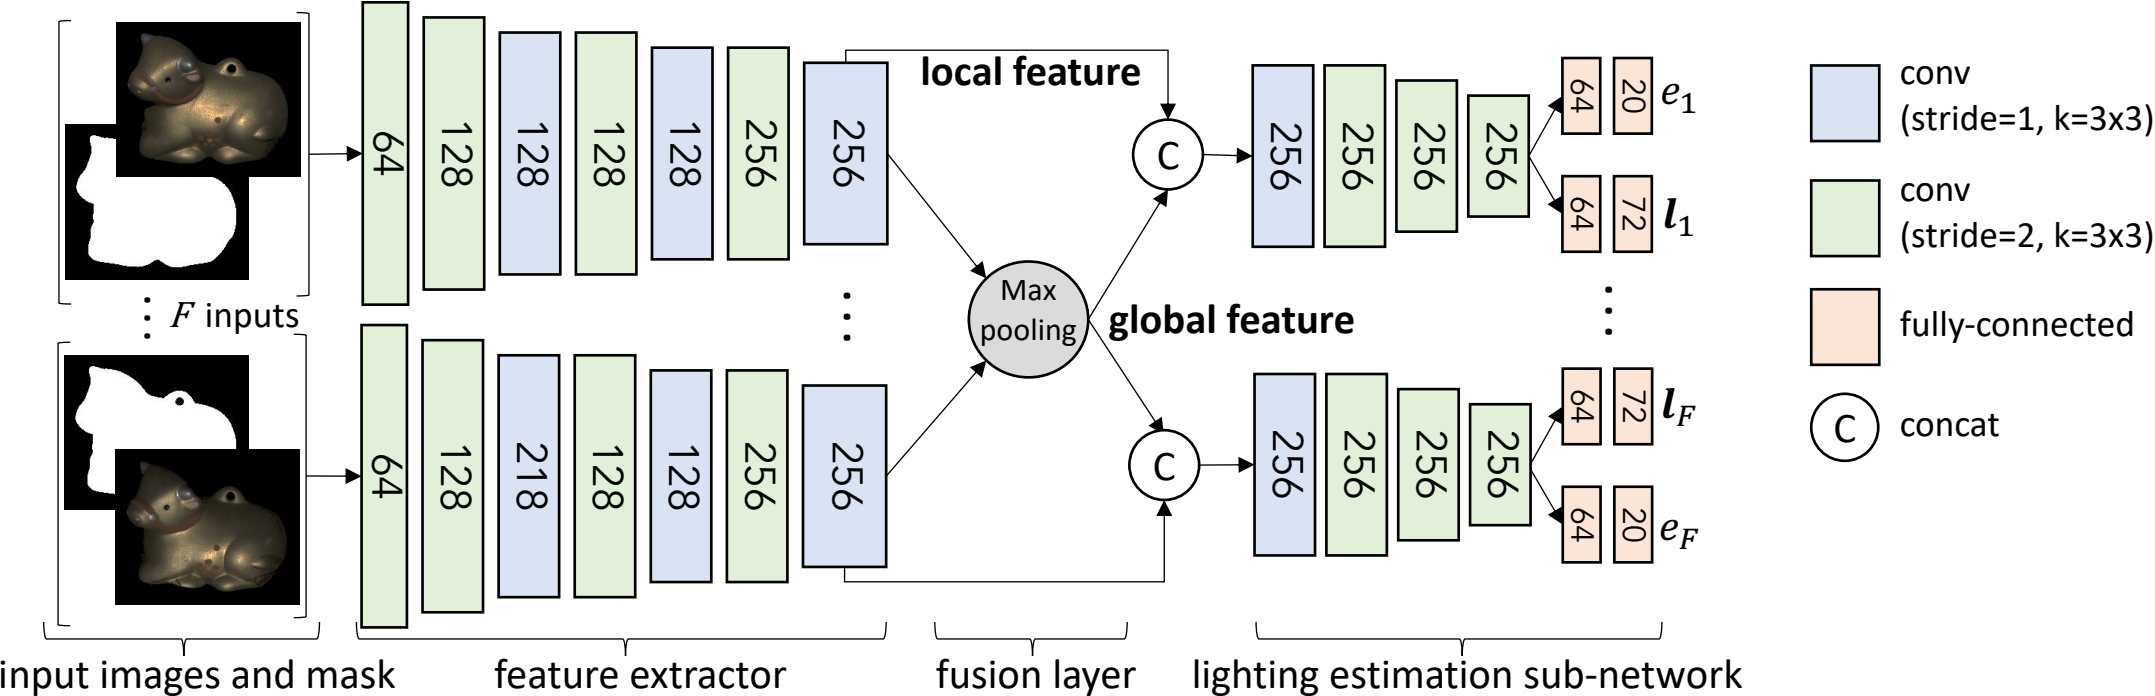 local feature
64
128
128
128
128
256
256
C
256
256
256
256
64
20
e₁
64
72
l₁
conv
(stride=1, k=3x3)
conv
(stride=2, k=3x3)
fully-connected
C
concat
⋮
F inputs
⋮
Max
pooling
global feature
⋮
64
128
218
128
128
256
256
C
256
256
256
256
64
72
l_F
64
20
e_F
input images and mask
feature extractor
fusion layer
lighting estimation sub-network